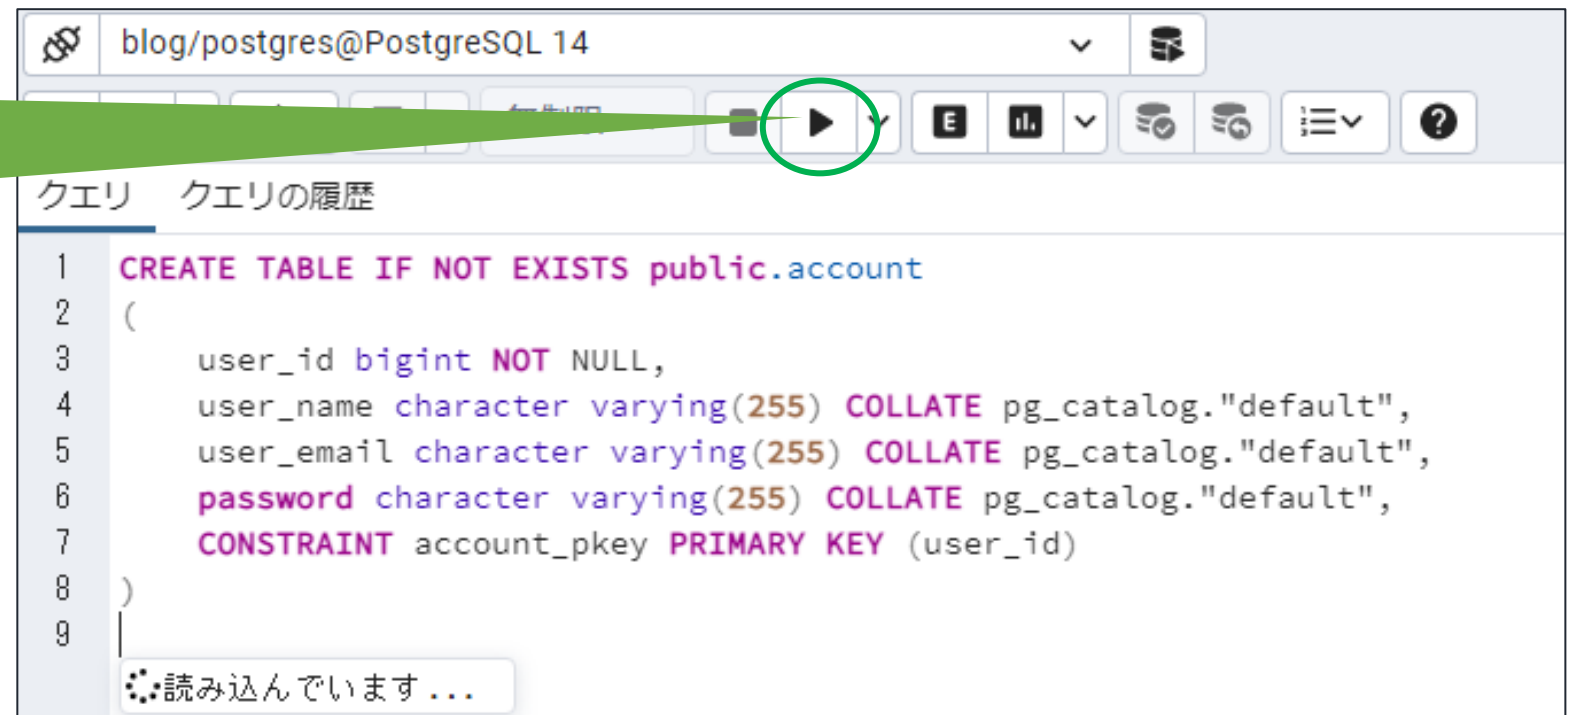 blog/postgres@PostgreSQL 14
E
クエリ クエリの履歴
1 CREATE TABLE IF NOT EXISTS public.account
2 (
3 user_id bigint NOT NULL,
4 user_name character varying(255) COLLATE pg_catalog."default",
5 user_email character varying(255) COLLATE pg_catalog."default",
6 password character varying(255) COLLATE pg_catalog."default",
7 CONSTRAINT account_pkey PRIMARY KEY (user_id)
8 )
9
読み込んでいます...